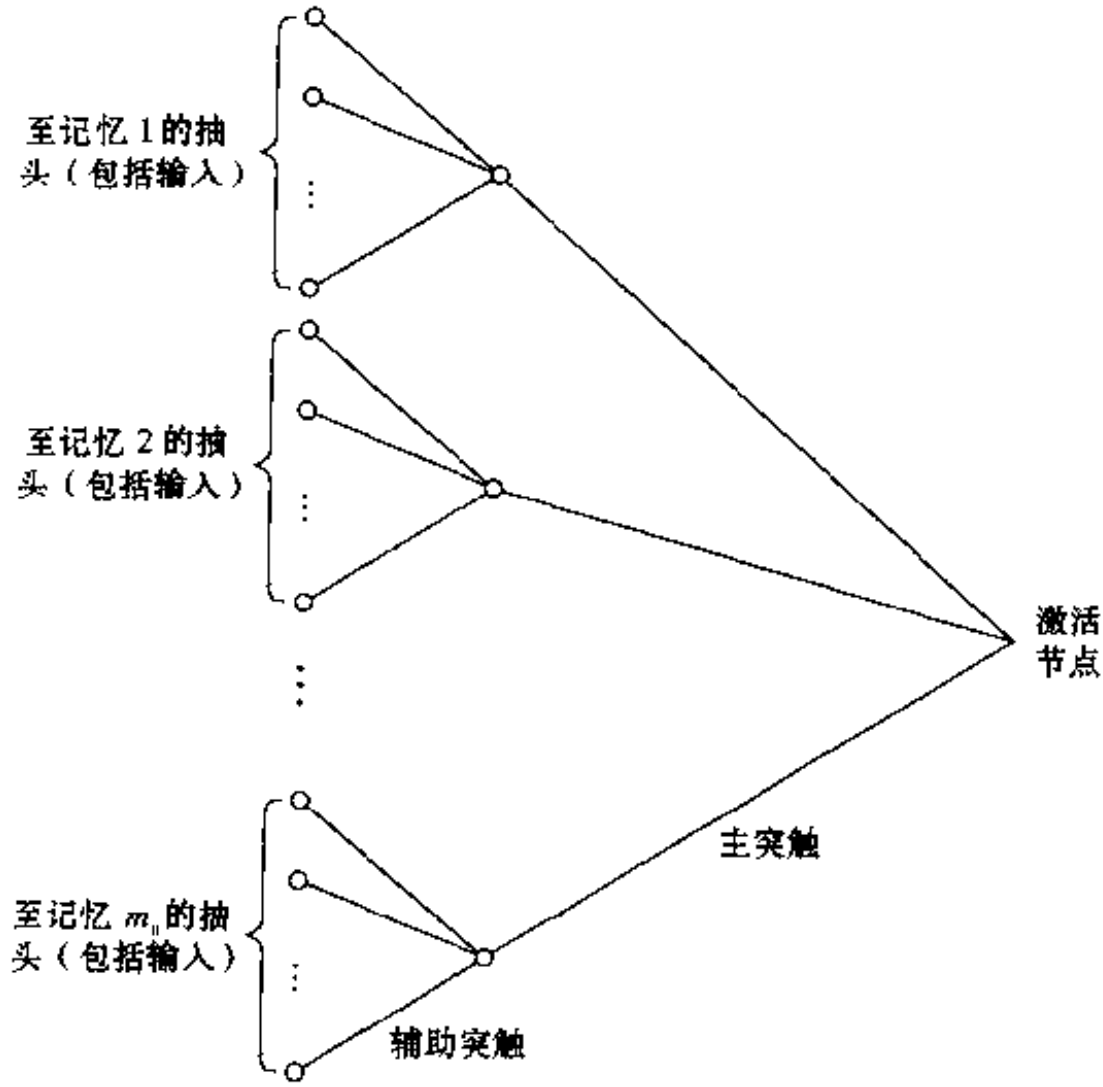 至记忆 1 的抽
头（包括输入）
至记忆 2 的抽
头（包括输入）
激活
节点
主突触
至记忆 m 的抽
头（包括输入）
辅助突触